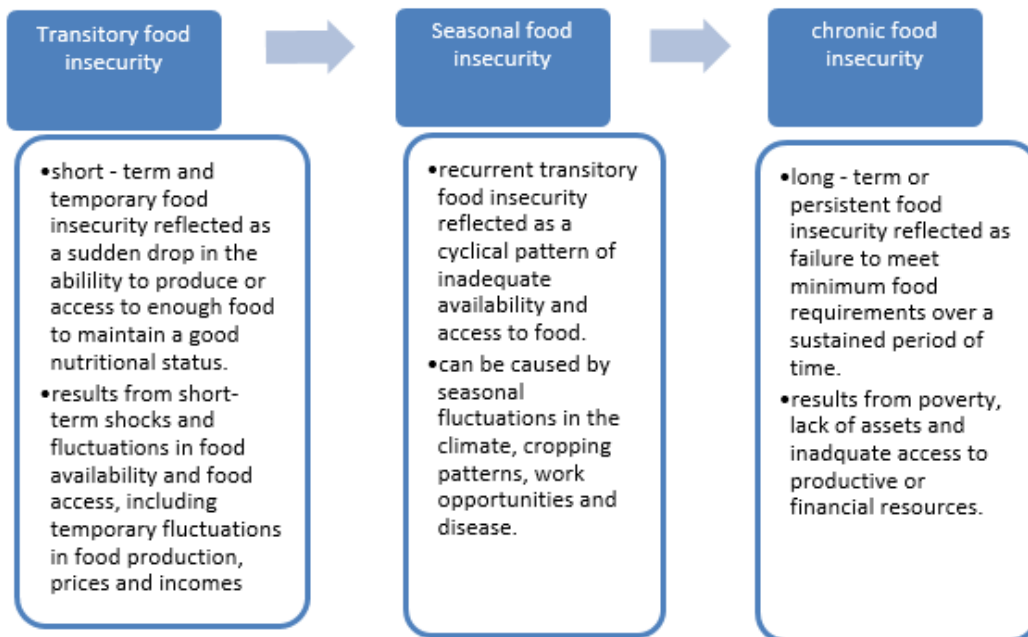 Transitory food
insecurity
•short - term and
temporary food
insecurity reflected as
a sudden drop in the
abilility to produce or
access to enough food
to maintain a good
nutritional status.
•results from short-
term shocks and
fluctuations in food
availability and food
access, including
temporary fluctuations
in food production,
prices and incomes
Seasonal food
insecurity
•recurrent transitory
food insecurity
reflected as a
cyclical pattern of
inadequate
availability and
access to food.
•can be caused by
seasonal
fluctuations in the
climate, cropping
patterns, work
opportunities and
disease.
chronic food
insecurity
•long - term or
persistent food
insecurity reflected as
failure to meet
minimum food
requirements over a
sustained period of
time.
•results from poverty,
lack of assets and
inadquate access to
productive or
financial resources.